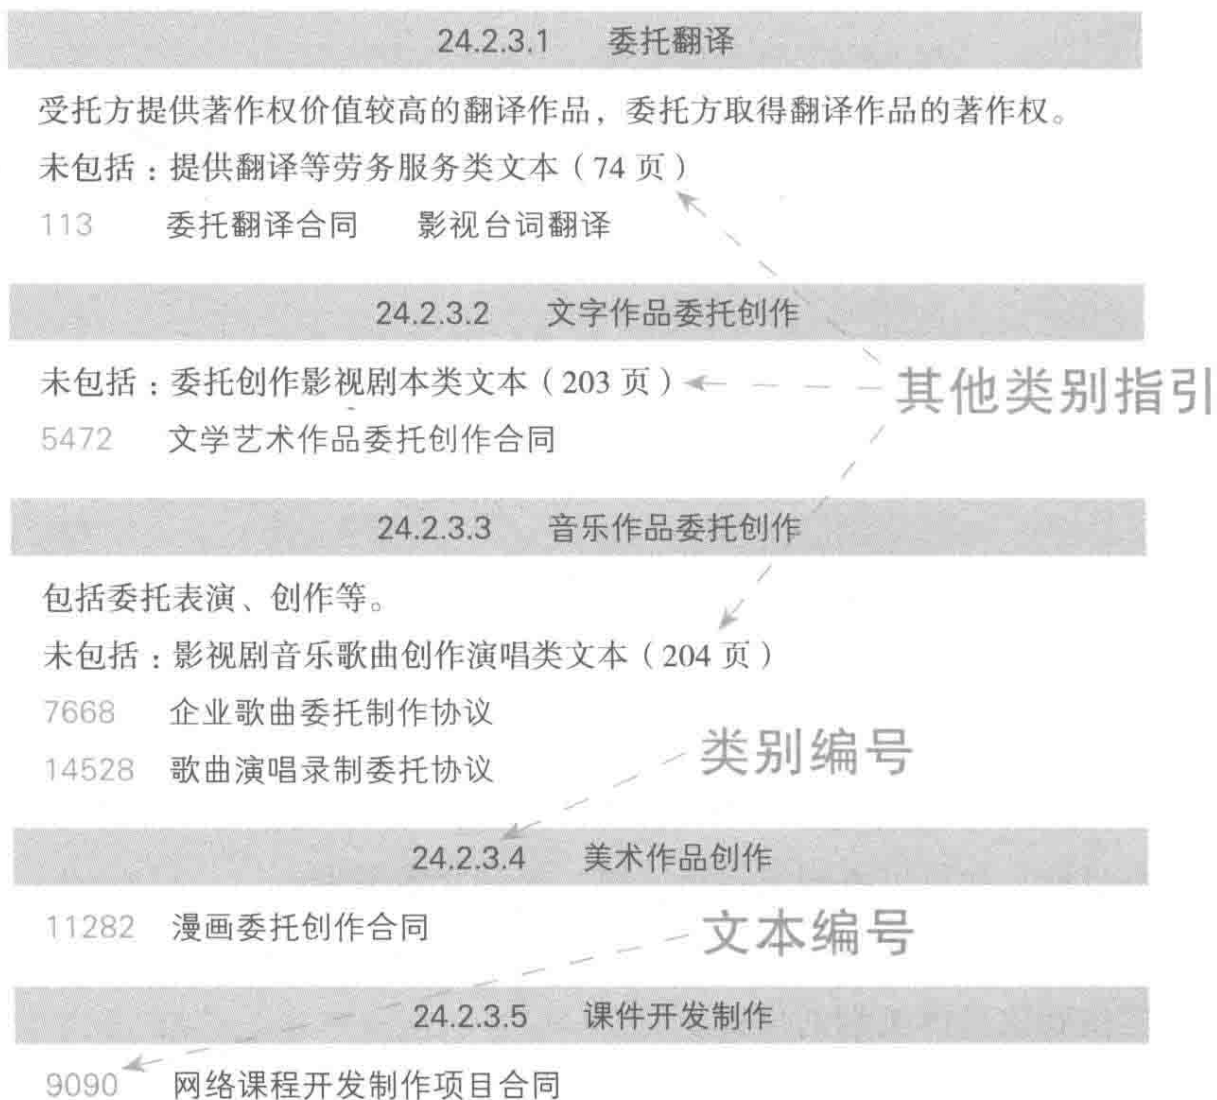 24.2.3.1 委托翻译
受托方提供著作权价值较高的翻译作品，委托方取得翻译作品的著作权。
未包括：提供翻译等劳务服务类文本（74 页）
113 委托翻译合同 影视台词翻译
24.2.3.2 文字作品委托创作
未包括：委托创作影视剧本类文本（203 页）
其他类别指引
5472 文学艺术作品委托创作合同
24.2.3.3 音乐作品委托创作
包括委托表演、创作等。
未包括：影视剧音乐歌曲创作演唱类文本（204 页）
7668 企业歌曲委托制作协议
类别编号
14528 歌曲演唱录制委托协议
24.2.3.4 美术作品创作
11282 漫画委托创作合同
文本编号
24.2.3.5 课件开发制作
9090 网络课程开发制作项目合同